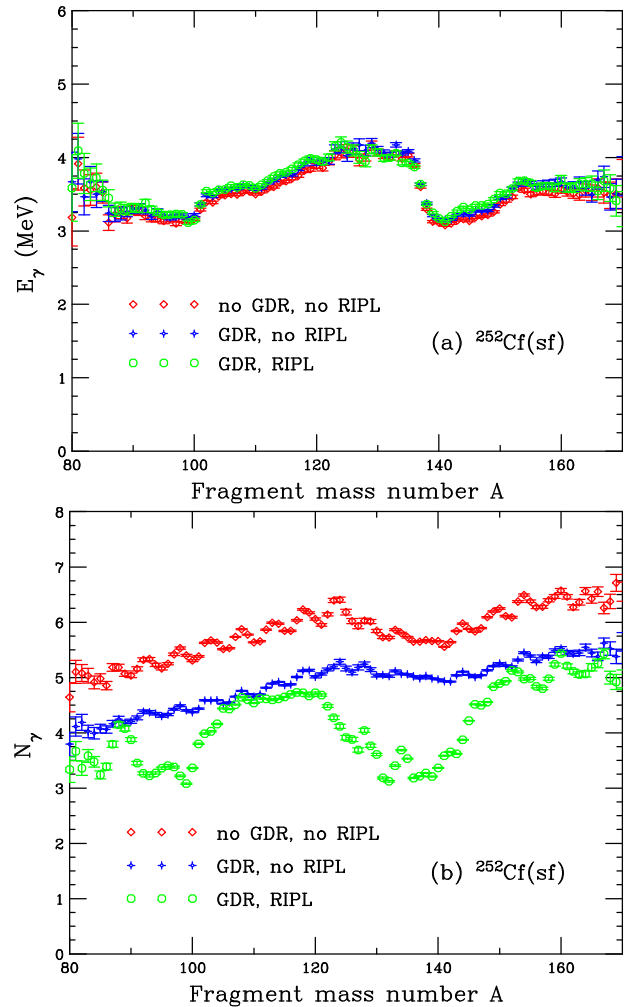 6
5
4
3
2
1
0
E_γ (MeV)
no GDR, no RIPL
GDR, no RIPL
GDR, RIPL
(a) ²⁵²Cf(sf)
80 100 120 140 160
Fragment mass number A
8
7
6
5
4
3
2
1
0
N_γ
no GDR, no RIPL
GDR, no RIPL
GDR, RIPL
(b) ²⁵²Cf(sf)
80 100 120 140 160
Fragment mass number A